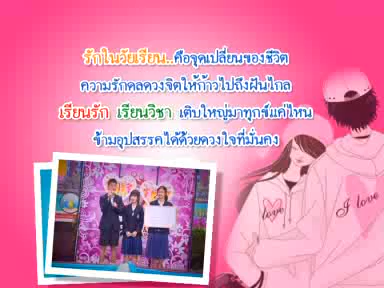 รักในวัยเรียน..คือจุดเปลี่ยนของชีวิต
ความรักดลดวงจิตให้ก้าวไปถึงฝันไกล
เรียนรัก เรียนวิชา เติบใหญ่มาทุกข์แค่ไหน
ข้ามอุปสรรคได้ด้วยดวงใจที่มั่นคง
love
I love